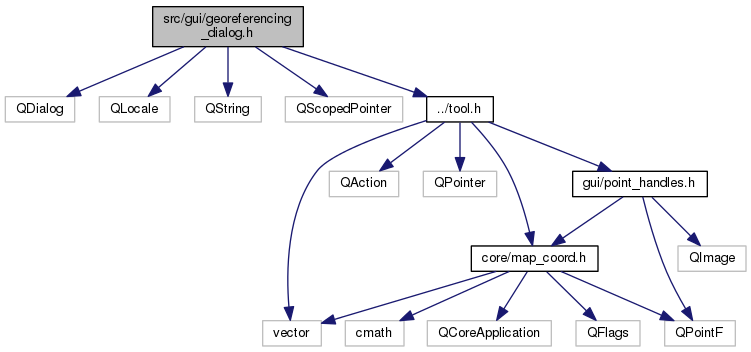 src/gui/georeferencing
_dialog.h
QDialog
QLocale
QString
QScopedPointer
../tool.h
QAction
QPointer
gui/point_handles.h
core/map_coord.h
QImage
vector
cmath
QCoreApplication
QFlags
QPointF